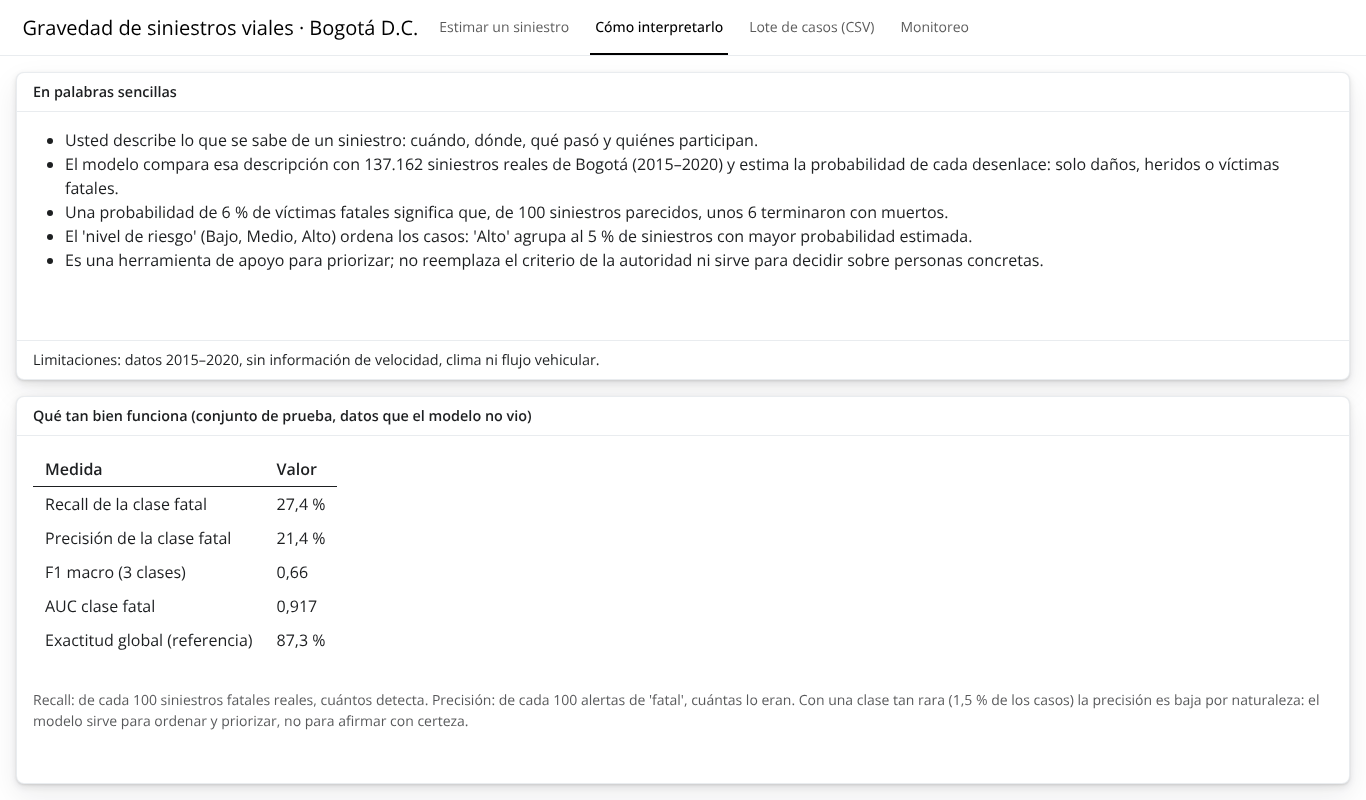 Gravedad de siniestros viales · Bogotá D.C.
Estimar un siniestro
Cómo interpretarlo
Lote de casos (CSV)
Monitoreo
En palabras sencillas
Usted describe lo que se sabe de un siniestro: cuándo, dónde, qué pasó y quiénes participan.
El modelo compara esa descripción con 137.162 siniestros reales de Bogotá (2015–2020) y estima la probabilidad de cada desenlace: solo daños, heridos o víctimas
fatales.
Una probabilidad de 6 % de víctimas fatales significa que, de 100 siniestros parecidos, unos 6 terminaron con muertos.
El 'nivel de riesgo' (Bajo, Medio, Alto) ordena los casos: 'Alto' agrupa al 5 % de siniestros con mayor probabilidad estimada.
Es una herramienta de apoyo para priorizar; no reemplaza el criterio de la autoridad ni sirve para decidir sobre personas concretas.
Limitaciones: datos 2015–2020, sin información de velocidad, clima ni flujo vehicular.
Qué tan bien funciona (conjunto de prueba, datos que el modelo no vio)
Medida Valor
Recall de la clase fatal 27,4 %
Precisión de la clase fatal 21,4 %
F1 macro (3 clases) 0,66
AUC clase fatal 0,917
Exactitud global (referencia) 87,3 %
Recall: de cada 100 siniestros fatales reales, cuántos detecta. Precisión: de cada 100 alertas de 'fatal', cuántas lo eran. Con una clase tan rara (1,5 % de los casos) la precisión es baja por naturaleza: el
modelo sirve para ordenar y priorizar, no para afirmar con certeza.